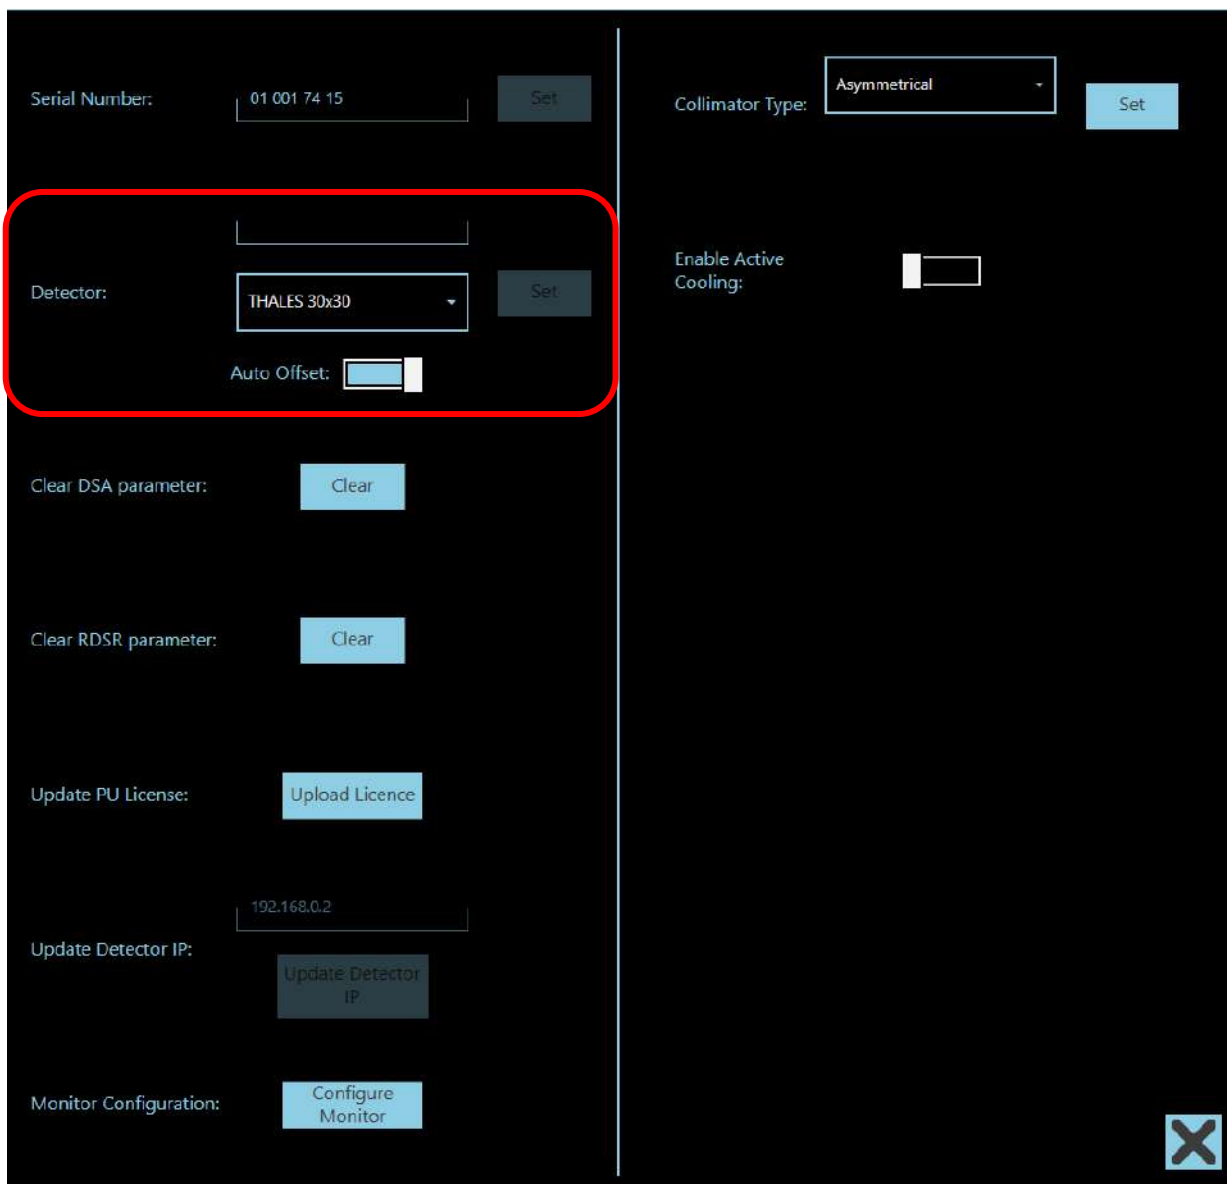 Serial Number:
01 001 74 15
Set
Detector:
THALES 30x30
Set
Auto Offset:
Clear DSA parameter:
Clear
Clear RDSR parameter:
Clear
Update PU License:
Upload Licence
192.168.0.2
Update Detector IP:
Update Detector
IP
Monitor Configuration:
Configure
Monitor
Collimator Type:
Asymmetrical
Set
Enable Active
Cooling: